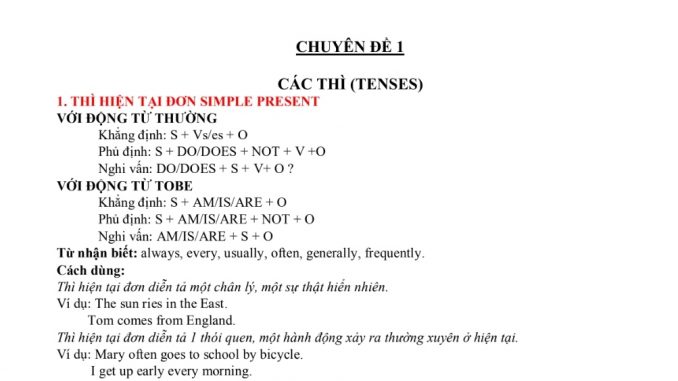 CHUYÊN ĐỀ 1
CÁC THÌ (TENSES)
1. THÌ HIỆN TẠI ĐƠN SIMPLE PRESENT
VỚI ĐỘNG TỪ THƯỜNG
Khẳng định: S + Vs/es + O
Phủ định: S + DO/DOES + NOT + V +O
Nghi vấn: DO/DOES + S + V+ O ?
VỚI ĐỘNG TỪ TOBE
Khẳng định: S + AM/IS/ARE + O
Phủ định: S + AM/IS/ARE + NOT + O
Nghi vấn: AM/IS/ARE + S + O
Từ nhận biết: always, every, usually, often, generally, frequently.
Cách dùng:
Thì hiện tại đơn diễn tả một chân lý, một sự thật hiển nhiên.
Ví dụ: The sun ries in the East.
Tom comes from England.
Thì hiện tại đơn diễn tả 1 thói quen, một hành động xảy ra thường xuyên ở hiện tại.
Ví dụ: Mary often goes to school by bicycle.
I get up early every morning.